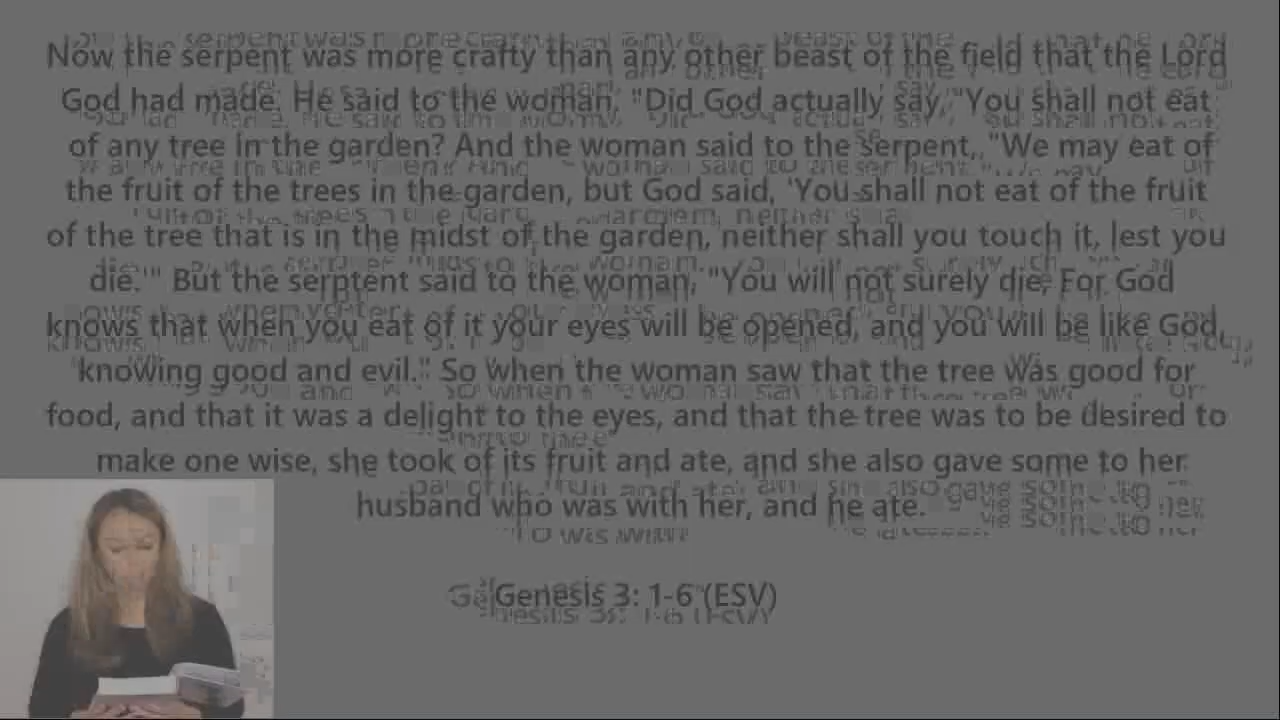 Now the serpent was more crafty than any other beast of the field that the Lord
God had made. He said to the woman, "Did God actually say, "You shall not eat
of any tree in the garden? And the woman said to the serpent,, "We may eat of
the fruit of the trees in the garden, but God said, 'You shall not eat of the fruit
of the tree that is in the midst of the garden, neither shall you touch it, lest you
die.'" But the serptent said to the woman, "You will not surely die, For God
knows that when you eat of it your eyes will be opened, and you will be like God,
knowing good and evil." So when the woman saw that the tree was good for
food, and that it was a delight to the eyes, and that the tree was to be desired to
make one wise, she took of its fruit and ate, and she also gave some to her
husband who was with her, and he ate.
Genesis 3: 1-6 (ESV)